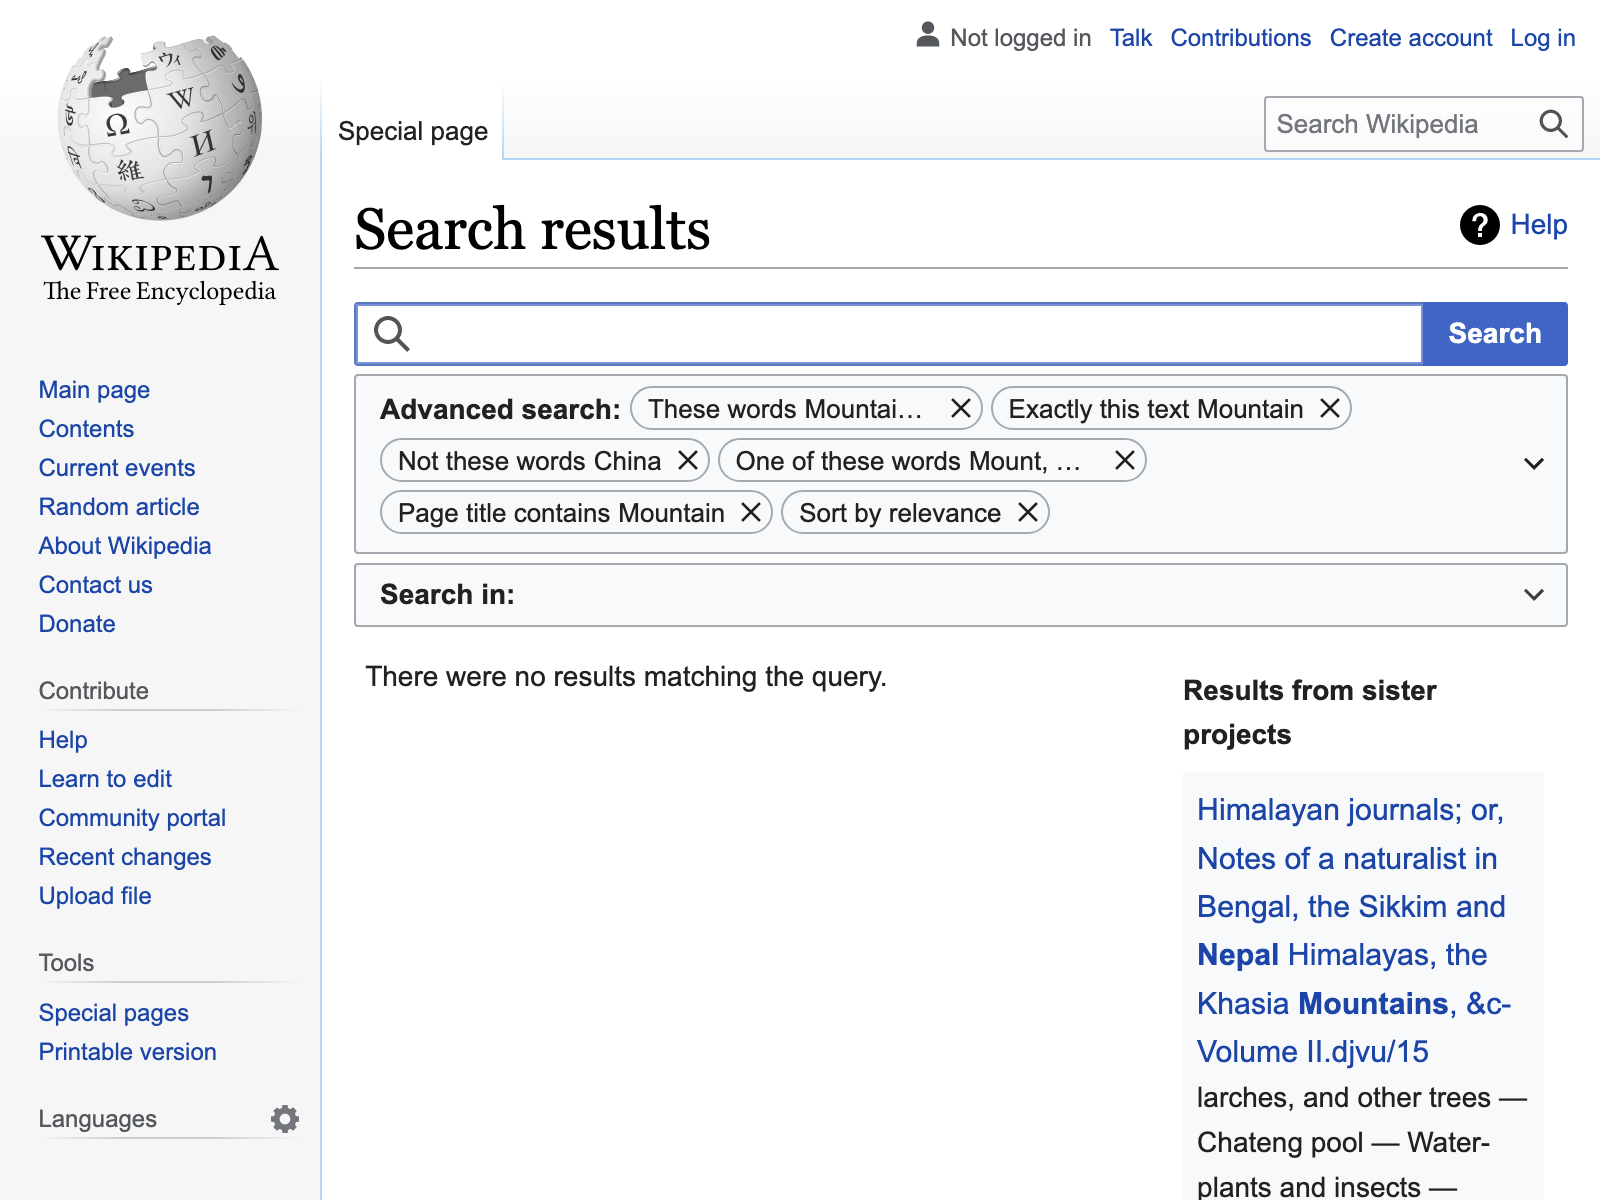 Not logged in Talk Contributions Create account Log in
Special page
Search Wikipedia
WIKIPEDIA
The Free Encyclopedia
Main page
Contents
Current events
Random article
About Wikipedia
Contact us
Donate
Contribute
Help
Learn to edit
Community portal
Recent changes
Upload file
Tools
Special pages
Printable version
Languages
Search results
Help
Search
Advanced search: These words Mountai… Exactly this text Mountain
Not these words China One of these words Mount, …
Page title contains Mountain Sort by relevance
Search in:
There were no results matching the query.
Results from sister
projects
Himalayan journals; or,
Notes of a naturalist in
Bengal, the Sikkim and
Nepal Himalayas, the
Khasia Mountains, &c-
Volume II.djvu/15
larches, and other trees —
Chateng pool — Water-
plants and insects —